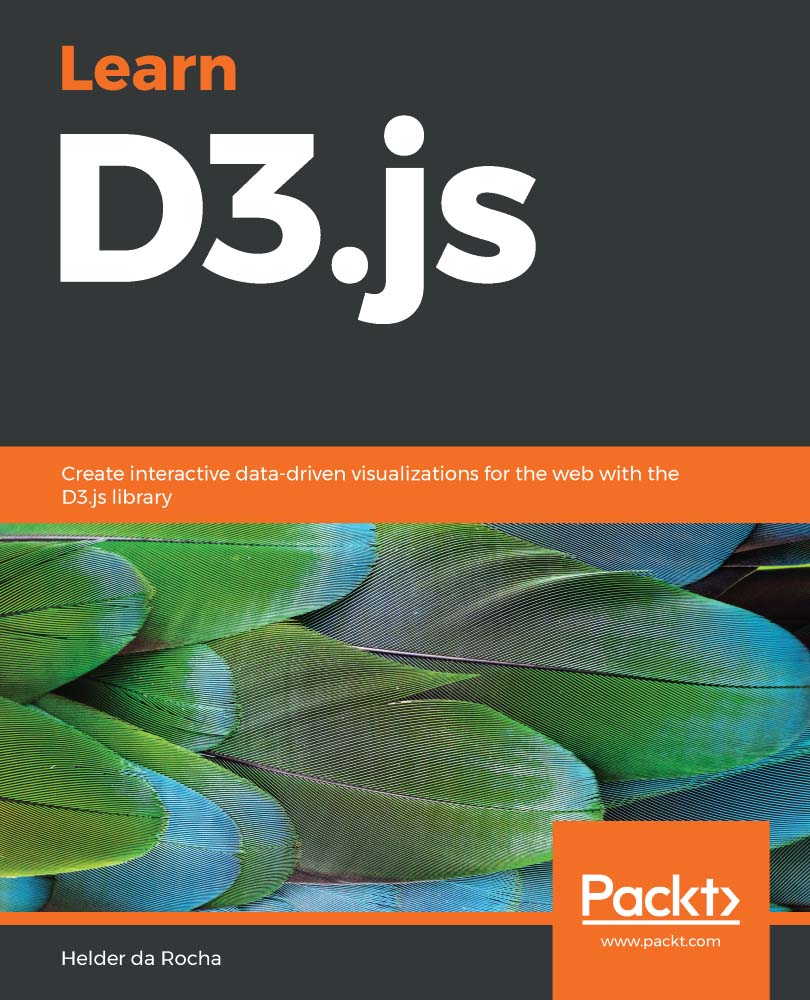 Learn
D3.js
Create interactive data-driven visualizations for the web with the
D3.js library
Packt>
www.packt.com
Helder da Rocha